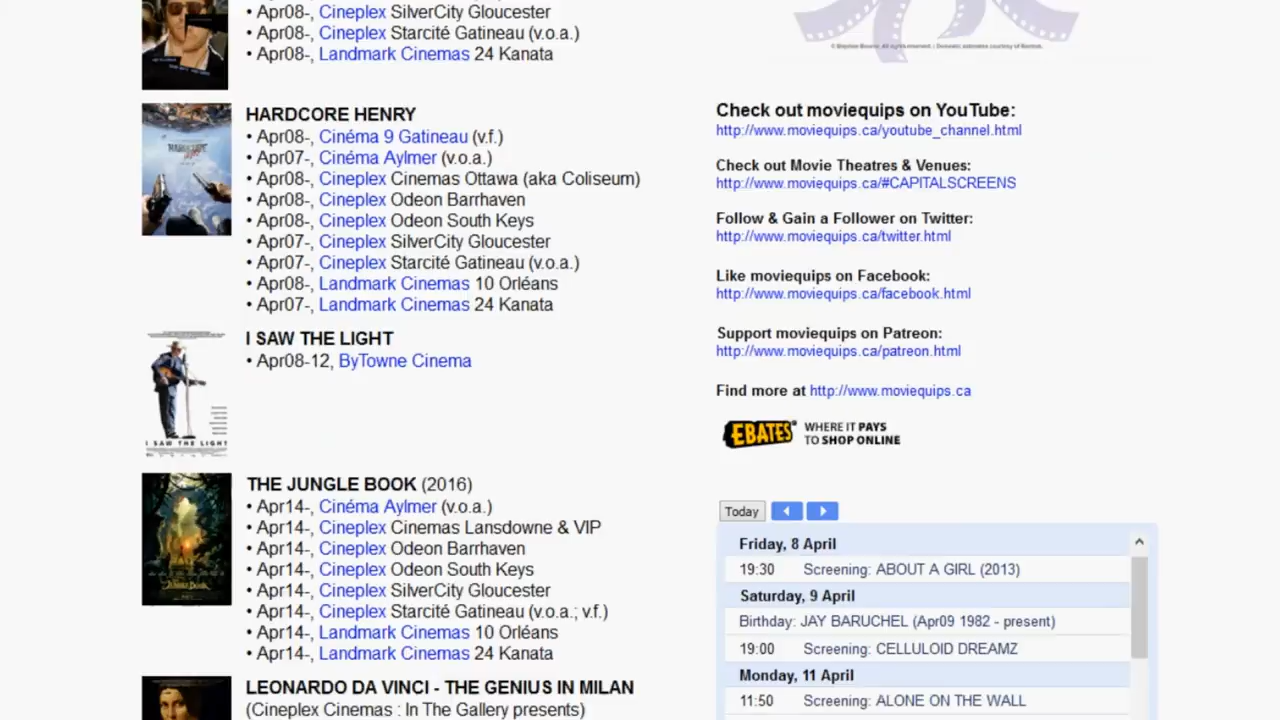 • Apr08-, Cineplex SilverCity Gloucester
• Apr08-, Cineplex Starcité Gatineau (v.o.a.)
• Apr08-, Landmark Cinemas 24 Kanata
HARDCORE HENRY
• Apr08-, Cinéma 9 Gatineau (v.f.)
• Apr07-, Cinéma Aylmer (v.o.a.)
• Apr08-, Cineplex Cinemas Ottawa (aka Coliseum)
• Apr08-, Cineplex Odeon Barrhaven
• Apr08-, Cineplex Odeon South Keys
• Apr07-, Cineplex SilverCity Gloucester
• Apr07-, Cineplex Starcité Gatineau (v.o.a.)
• Apr08-, Landmark Cinemas 10 Orléans
• Apr07-, Landmark Cinemas 24 Kanata
I SAW THE LIGHT
• Apr08-12, ByTowne Cinema
I SAW THE LIGHT
THE JUNGLE BOOK (2016)
• Apr14-, Cinéma Aylmer (v.o.a.)
• Apr14-, Cineplex Cinemas Lansdowne & VIP
• Apr14-, Cineplex Odeon Barrhaven
• Apr14-, Cineplex Odeon South Keys
• Apr14-, Cineplex SilverCity Gloucester
• Apr14-, Cineplex Starcité Gatineau (v.o.a.; v.f.)
• Apr14-, Landmark Cinemas 10 Orléans
• Apr14-, Landmark Cinemas 24 Kanata
LEONARDO DA VINCI - THE GENIUS IN MILAN
(Cineplex Cinemas : In The Gallery presents)
Check out moviequips on YouTube:
http://www.moviequips.ca/youtube_channel.html
Check out Movie Theatres & Venues:
http://www.moviequips.ca/#CAPITALSCREENS
Follow & Gain a Follower on Twitter:
http://www.moviequips.ca/twitter.html
Like moviequips on Facebook:
http://www.moviequips.ca/facebook.html
Support moviequips on Patreon:
http://www.moviequips.ca/patreon.html
Find more at http://www.moviequips.ca
EBATES WHERE IT PAYS
TO SHOP ONLINE
Today
Friday, 8 April
19:30 Screening: ABOUT A GIRL (2013)
Saturday, 9 April
Birthday: JAY BARUCHEL (Apr09 1982 - present)
19:00 Screening: CELLULOID DREAMZ
Monday, 11 April
11:50 Screening: ALONE ON THE WALL